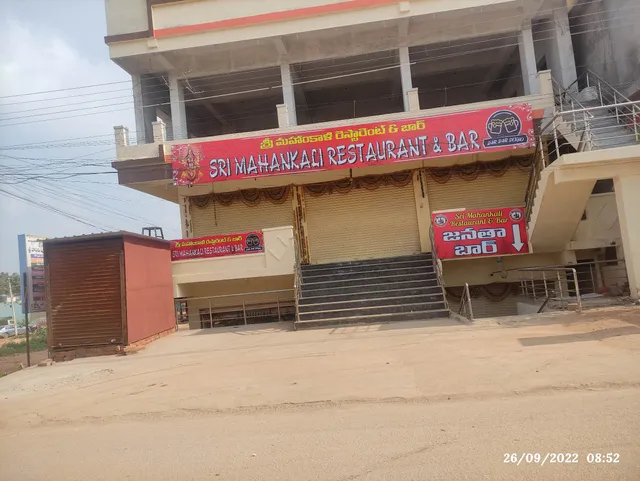 శ్రీ మహంకాళి రెస్టారెంట్ & బార్
SRI MAHANKALI RESTAURANT & BAR
శ్రీ మహంకాళి రెస్టారెంట్ & బార్
SRI MAHANKALI RESTAURANT & BAR
Sri Mahankali
Restaurant & Bar
జనతా
బార్
26/09/2022 08:52